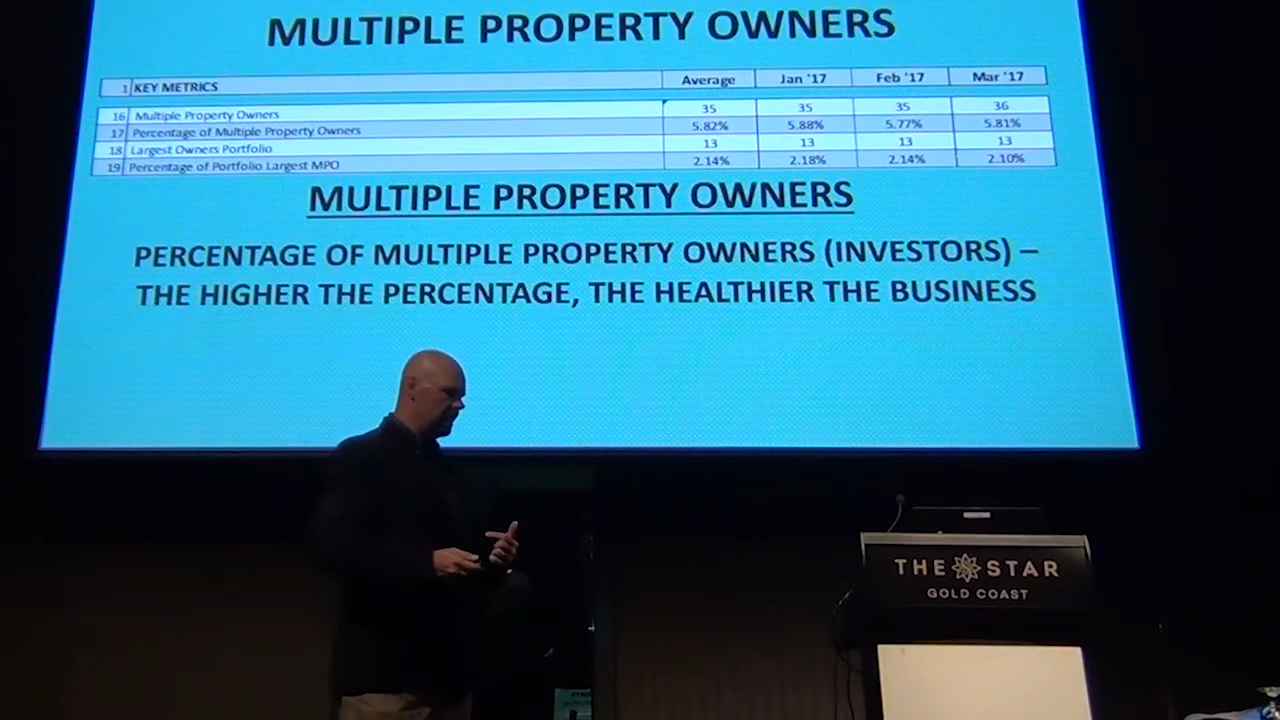 MULTIPLE PROPERTY OWNERS
1 KEY METRICS Average Jan '17 Feb '17 Mar '17
16 Multiple Property Owners 35 35 35 36
17 Percentage of Multiple Property Owners 5.82% 5.88% 5.77% 5.81%
18 Largest Owners Portfolio 13 13 13 13
19 Percentage of Portfolio Largest MPO 2.14% 2.18% 2.14% 2.10%
MULTIPLE PROPERTY OWNERS
PERCENTAGE OF MULTIPLE PROPERTY OWNERS (INVESTORS) –
THE HIGHER THE PERCENTAGE, THE HEALTHIER THE BUSINESS
THE STAR
GOLD COAST